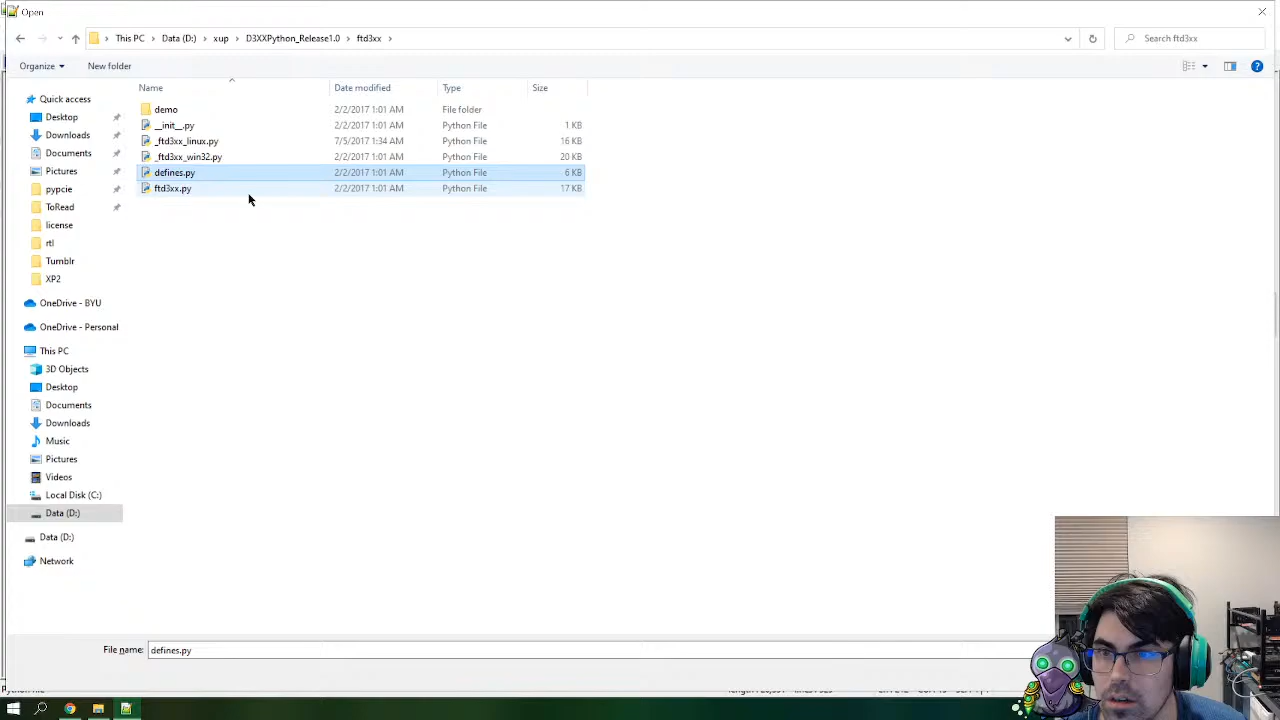 Open
This PC > Data (D:) > xup > D3XXPython_Release1.0 > ftd3xx >
Search ftd3xx
Organize
New folder
Name Date modified Type Size
demo 2/2/2017 1:01 AM File folder
__init__.py 2/2/2017 1:01 AM Python File 1 KB
_ftd3xx_linux.py 7/5/2017 1:34 AM Python File 16 KB
_ftd3xx_win32.py 2/2/2017 1:01 AM Python File 20 KB
defines.py 2/2/2017 1:01 AM Python File 6 KB
ftd3xx.py 2/2/2017 1:01 AM Python File 17 KB
Quick access
Desktop
Downloads
Documents
Pictures
pypcie
ToRead
license
rtl
Tumblr
XP2
OneDrive - BYU
OneDrive - Personal
This PC
3D Objects
Desktop
Documents
Downloads
Music
Pictures
Videos
Local Disk (C:)
Data (D:)
Data (D:)
Network
File name: defines.py